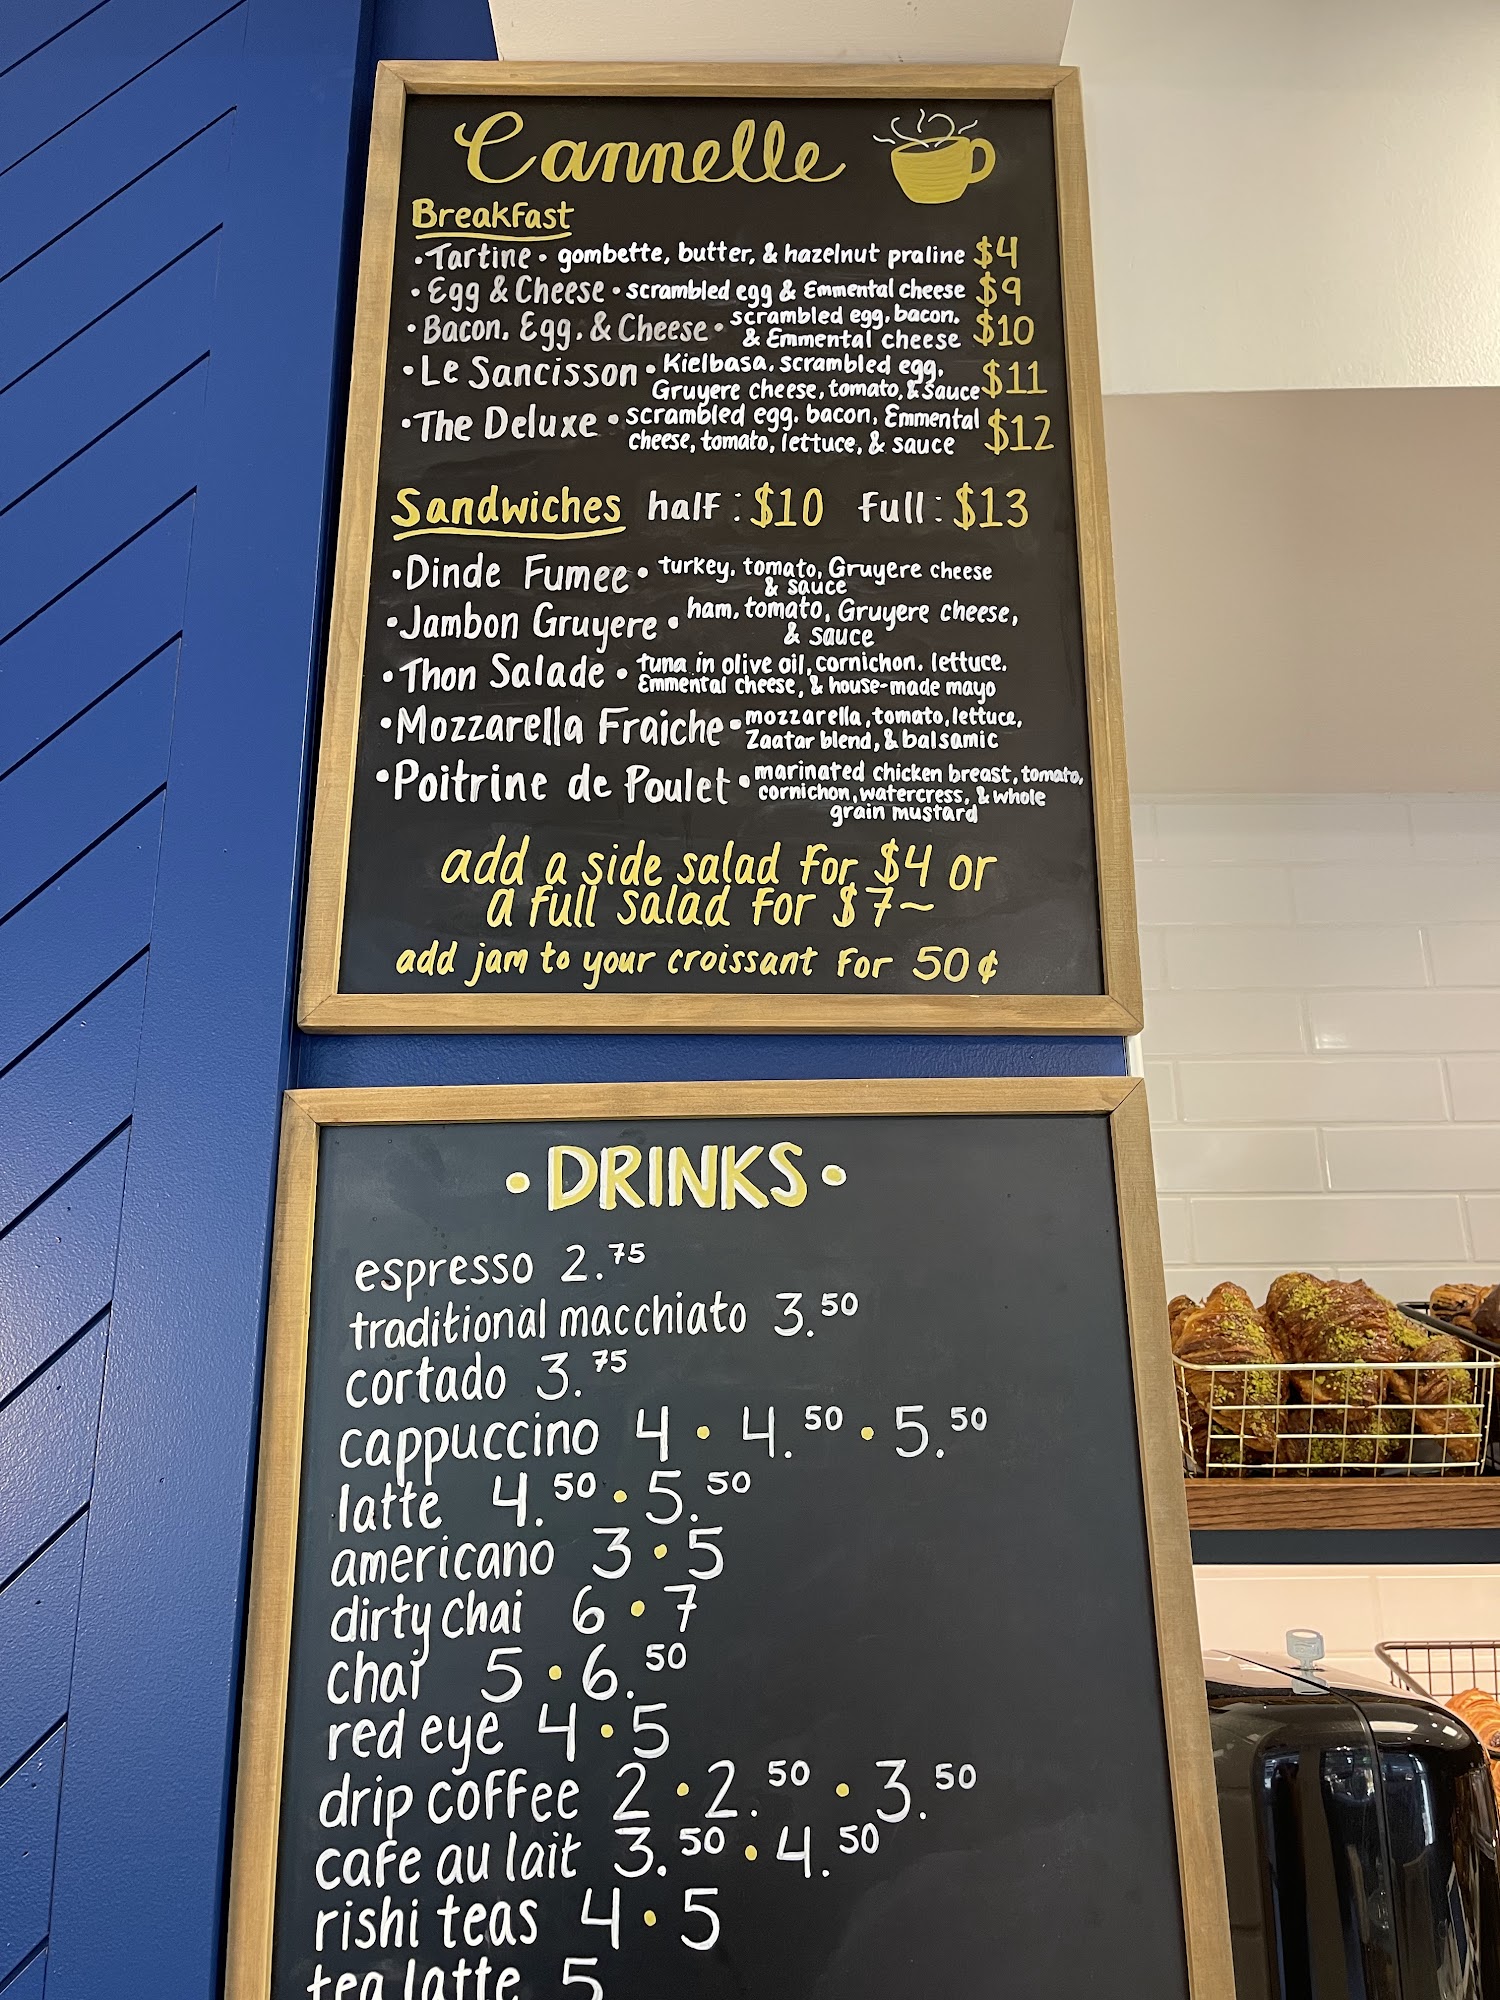 Cannelle
Breakfast
• Tartine • gombette, butter, & hazelnut praline $4
• Egg & Cheese • scrambled egg & Emmental cheese $9
• Bacon, Egg, & Cheese • scrambled egg, bacon,
& Emmental cheese $10
• Le Sancisson • Kielbasa, scrambled egg,
Gruyere cheese, tomato, & sauce $11
• The Deluxe • scrambled egg, bacon, Emmental
cheese, tomato, lettuce, & sauce $12
Sandwiches half: $10 full: $13
• Dinde Fumee • turkey, tomato, Gruyere cheese
& sauce
• Jambon Gruyere • ham, tomato, Gruyere cheese,
& sauce
• Thon Salade • tuna in olive oil, cornichon, lettuce,
Emmental cheese, & house-made mayo
• Mozzarella Fraiche • mozzarella, tomato, lettuce,
Zaatar blend, & balsamic
• Poitrine de Poulet • marinated chicken breast, tomato,
cornichon, watercress, & whole
grain mustard
add a side salad for $4 or
a full salad for $7~
add jam to your croissant for 50¢
• DRINKS •
espresso 2.75
traditional macchiato 3.50
cortado 3.75
cappuccino 4 • 4.50 • 5.50
latte 4.50 • 5.50
americano 3 • 5
dirty chai 6 • 7
chai 5 • 6.50
red eye 4 • 5
drip coffee 2 • 2.50 • 3.50
cafe au lait 3.50 • 4.50
rishi teas 4 • 5
tea latte 5